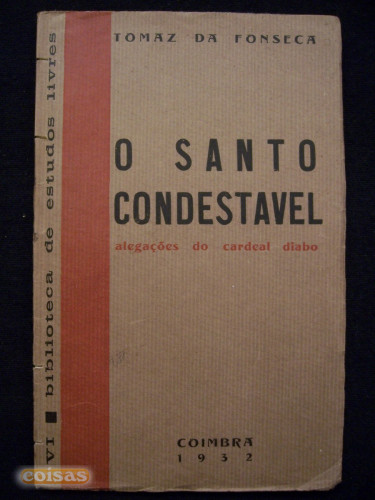 TOMAZ DA FONSECA
O SANTO
CONDESTAVEL
alegações do cardeal diabo
COIMBRA
1932
VI ■ biblioteca de estudos livres
coisas